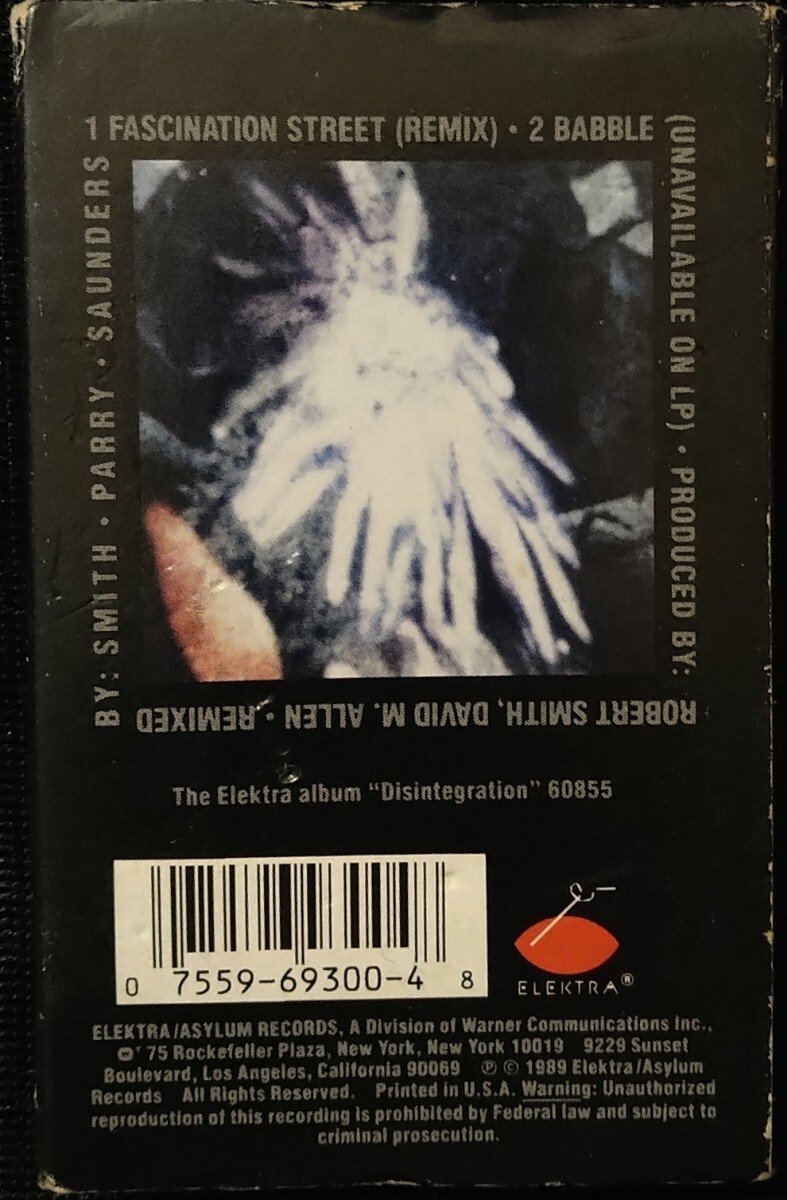 1 FASCINATION STREET (REMIX) • 2 BABBLE
(UNAVAILABLE ON LP) • PRODUCED BY:
ROBERT SMITH, DAVID M. ALLEN • REMIXED
BY: SMITH • PARRY • SAUNDERS
The Elektra album "Disintegration" 60855
0 7559-69300-4 8
ELEKTRA®
ELEKTRA/ASYLUM RECORDS, A Division of Warner Communications Inc.,
75 Rockefeller Plaza, New York, New York 10019 9229 Sunset
Boulevard, Los Angeles, California 90069 ℗ © 1989 Elektra/Asylum
Records All Rights Reserved. Printed in U.S.A. Warning: Unauthorized
reproduction of this recording is prohibited by Federal law and subject to
criminal prosecution.